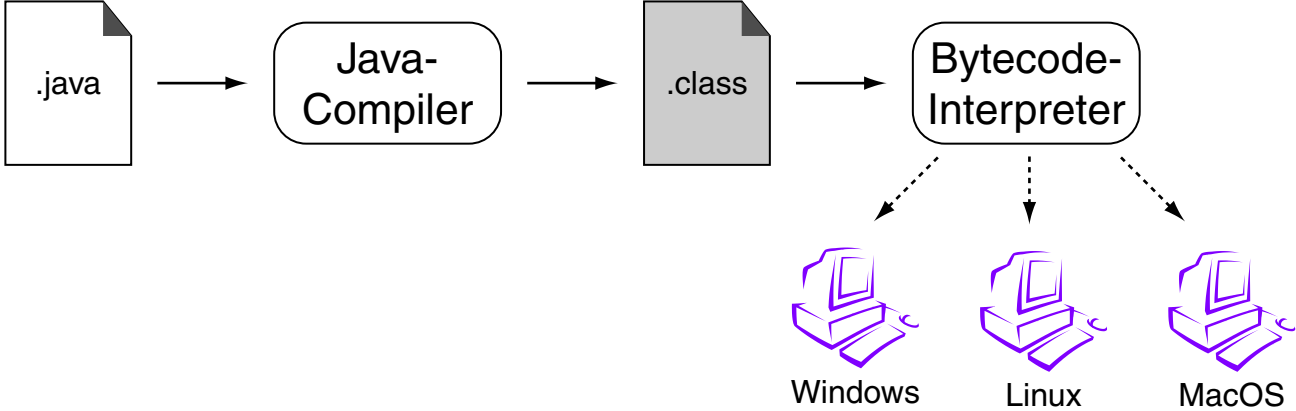 .java
Java-
Compiler
.class
Bytecode-
Interpreter
Windows
Linux
MacOS